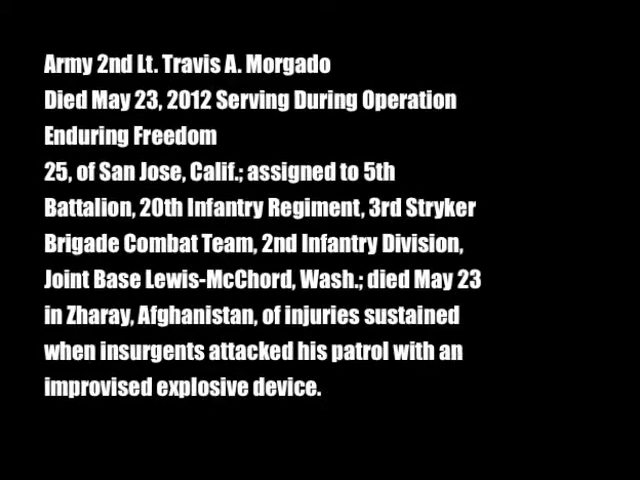 Army 2nd Lt. Travis A. Morgado
Died May 23, 2012 Serving During Operation
Enduring Freedom
25, of San Jose, Calif.; assigned to 5th
Battalion, 20th Infantry Regiment, 3rd Stryker
Brigade Combat Team, 2nd Infantry Division,
Joint Base Lewis-McChord, Wash.; died May 23
in Zharay, Afghanistan, of injuries sustained
when insurgents attacked his patrol with an
improvised explosive device.